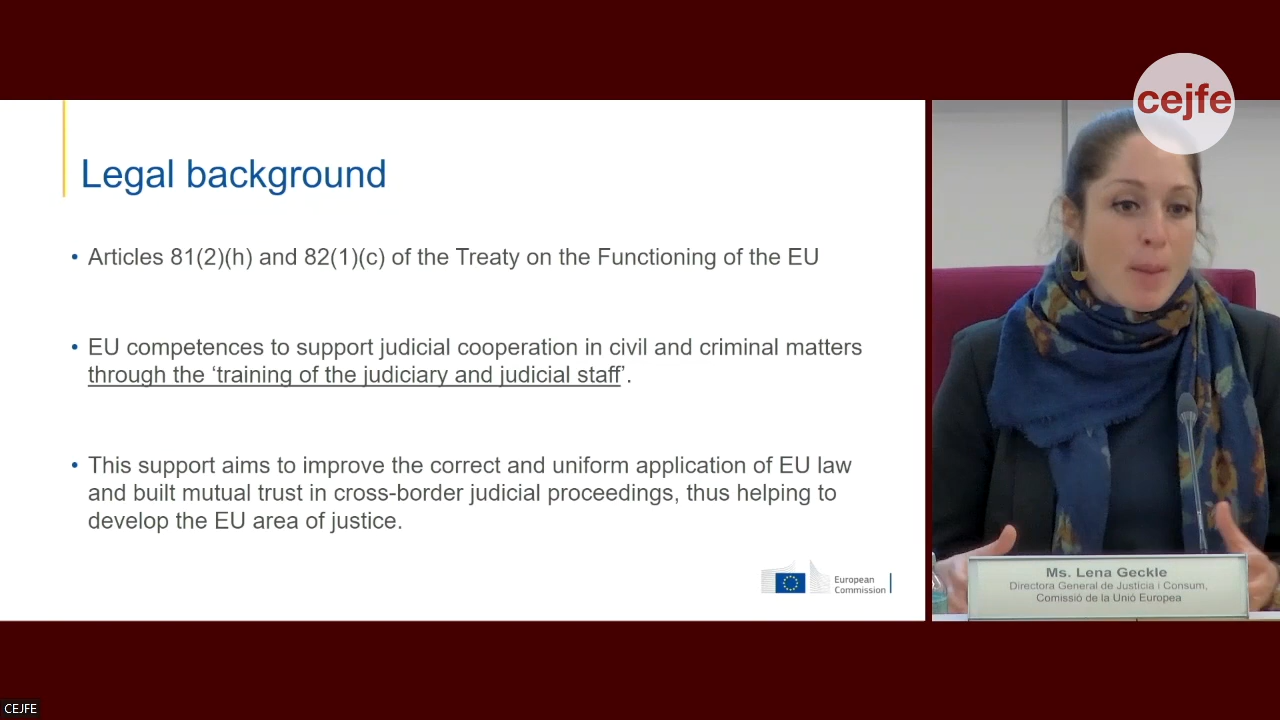 cejfe
Legal background
• Articles 81(2)(h) and 82(1)(c) of the Treaty on the Functioning of the EU
• EU competences to support judicial cooperation in civil and criminal matters
through the ‘training of the judiciary and judicial staff’.
• This support aims to improve the correct and uniform application of EU law
and built mutual trust in cross-border judicial proceedings, thus helping to
develop the EU area of justice.
European
Commission
Ms. Lena Geckle
Directora General de Justicia i Consum,
Comissió de la Unió Europea
CEJFE